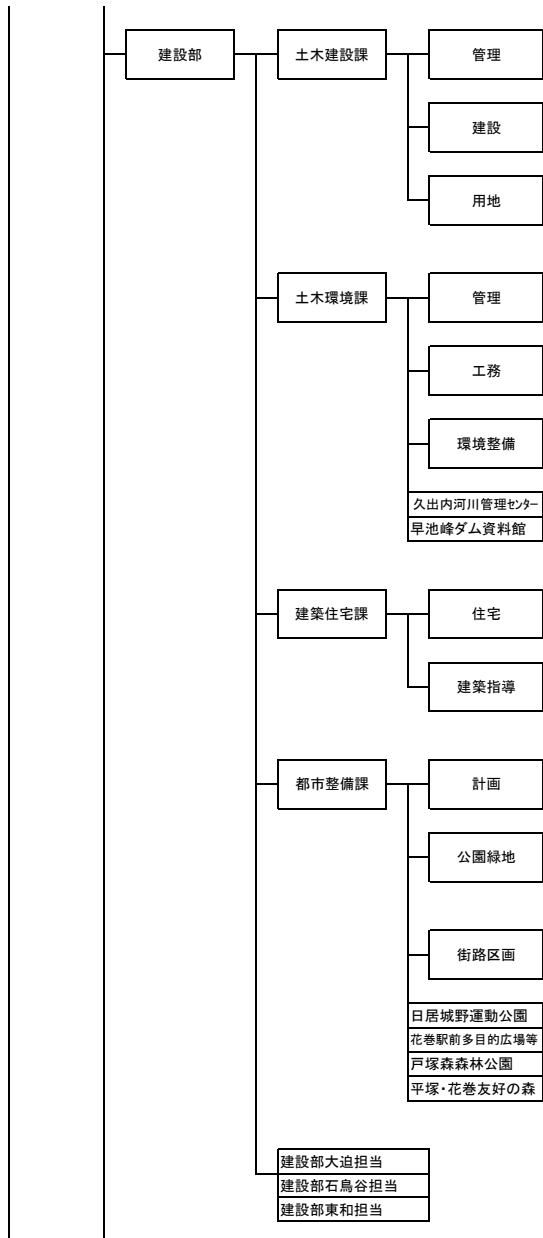 建設部
土木建設課
管理
建設
用地
土木環境課
管理
工務
環境整備
久出内河川管理センター
早池峰ダム資料館
建築住宅課
住宅
建築指導
都市整備課
計画
公園緑地
街路区画
日居城野運動公園
花巻駅前多目的広場等
戸塚森森林公園
平塚・花巻友好の森
建設部大迫担当
建設部石鳥谷担当
建設部東和担当